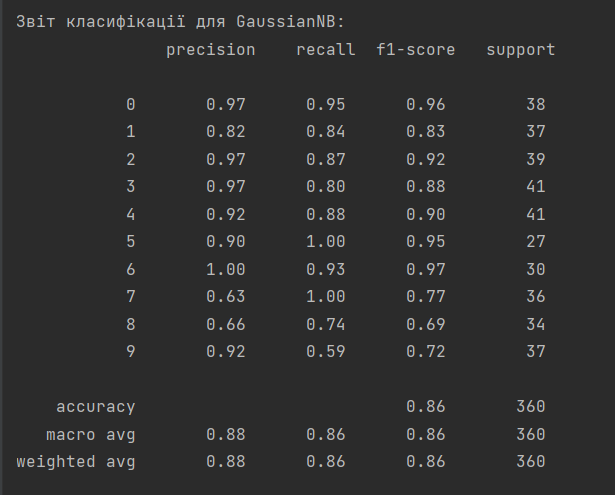 Звіт класифікації для GaussianNB:
precision recall f1-score support
0 0.97 0.95 0.96 38
1 0.82 0.84 0.83 37
2 0.97 0.87 0.92 39
3 0.97 0.80 0.88 41
4 0.92 0.88 0.90 41
5 0.90 1.00 0.95 27
6 1.00 0.93 0.97 30
7 0.63 1.00 0.77 36
8 0.66 0.74 0.69 34
9 0.92 0.59 0.72 37
accuracy 0.86 360
macro avg 0.88 0.86 0.86 360
weighted avg 0.88 0.86 0.86 360